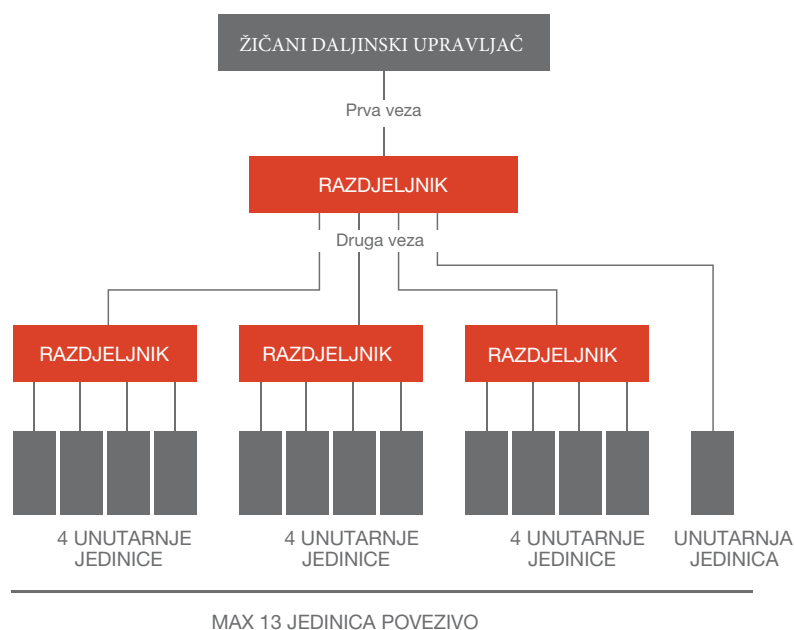 ŽIČANI DALJINSKI UPRAVLJAČ
Prva veza
RAZDJELJNIK
Druga veza
RAZDJELJNIK
RAZDJELJNIK
RAZDJELJNIK
4 UNUTARNJE
JEDINICE
4 UNUTARNJE
JEDINICE
4 UNUTARNJE
JEDINICE
UNUTARNJA
JEDINICA
MAX 13 JEDINICA POVEZIVO